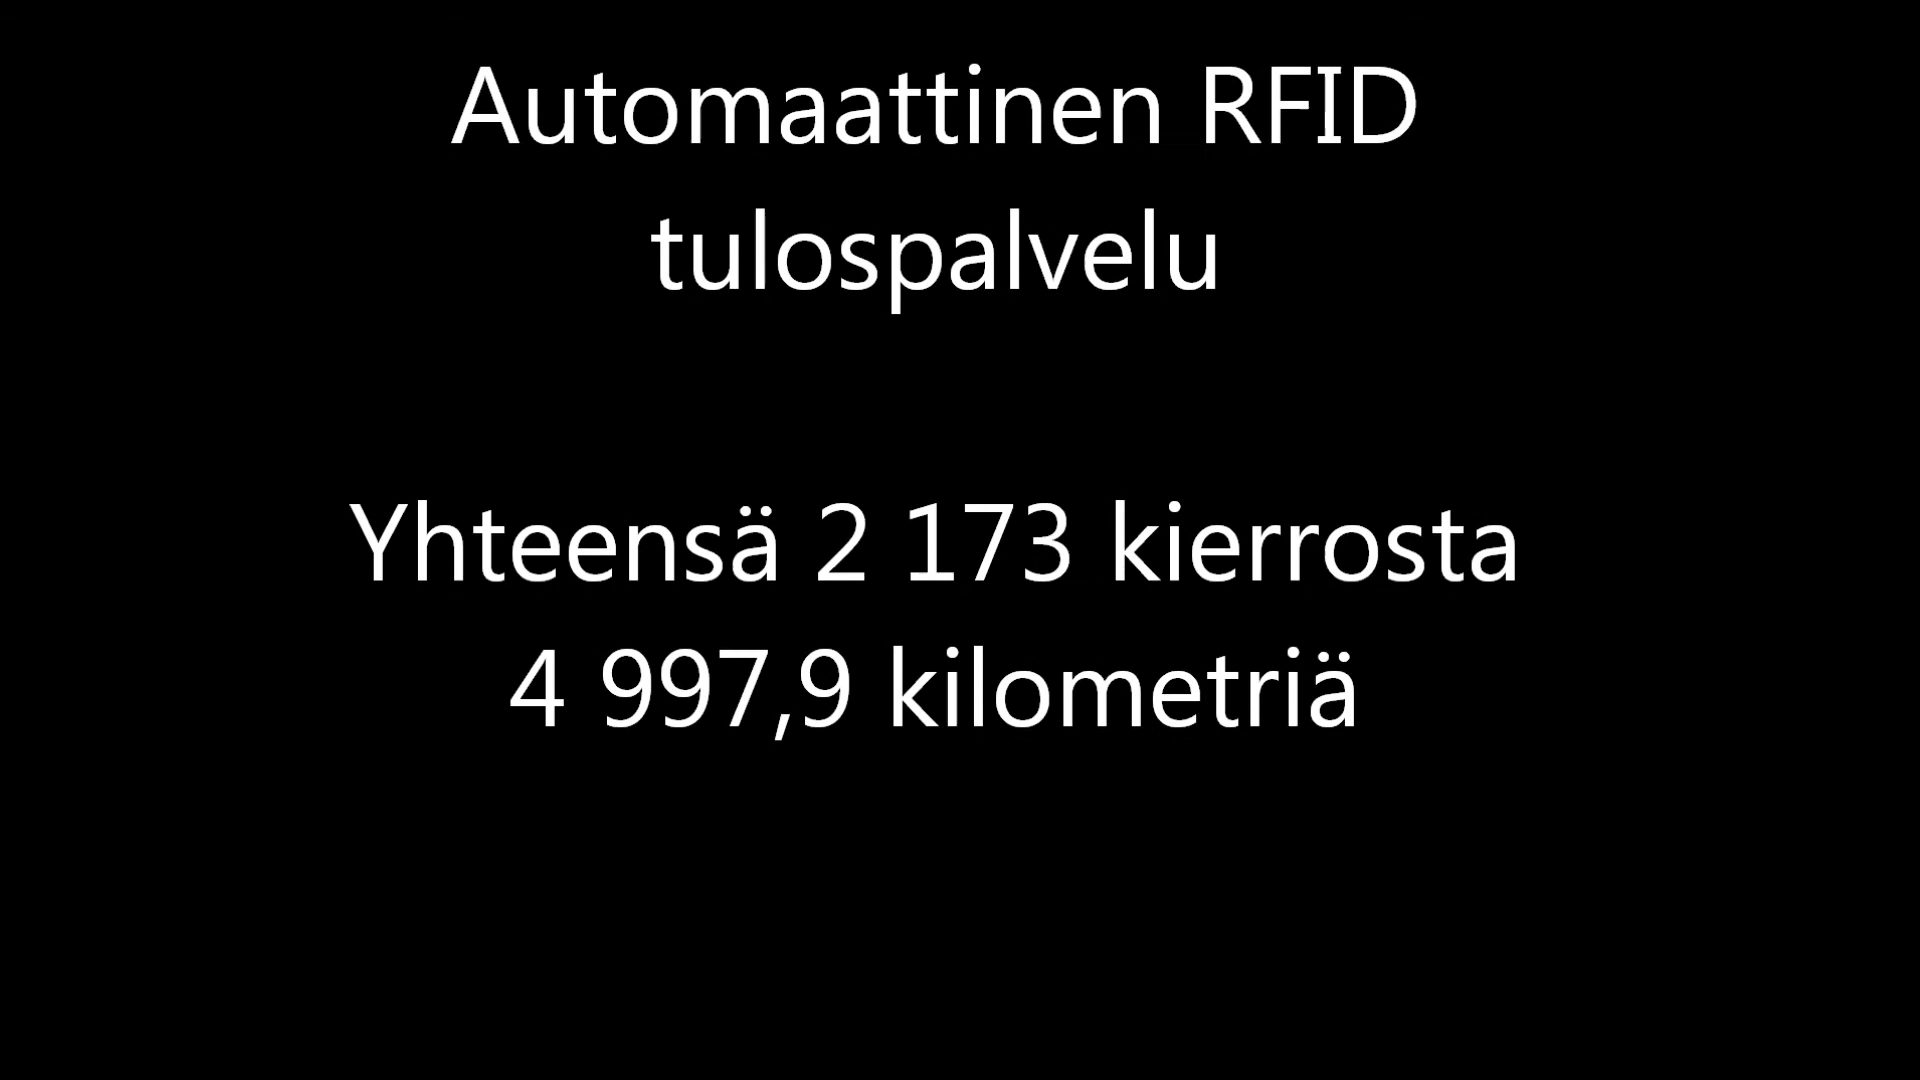 Automaattinen RFID
tulospalvelu
Yhteensä 2 173 kierrosta
4 997,9 kilometriä